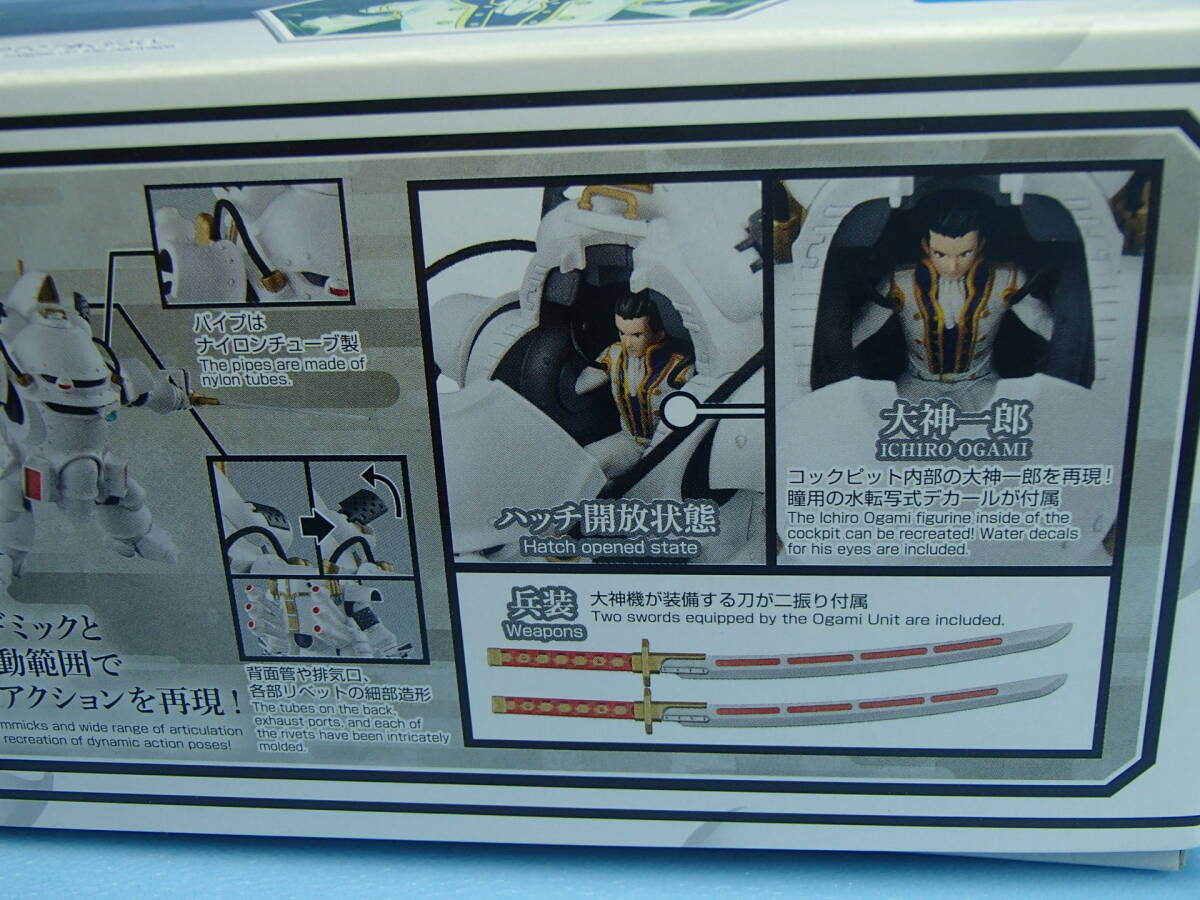 パイプは
ナイロンチューブ製
The pipes are made of
nylon tubes.
ハッチ開放状態
Hatch opened state
大神一郎
ICHIRO OGAMI
コックピット内部の大神一郎を再現!
瞳用の水転写式デカールが付属
The Ichiro Ogami figurine inside of the
cockpit can be recreated! Water decals
for his eyes are included.
兵装
Weapons
大神機が装備する刀が二振り付属
Two swords equipped by the Ogami Unit are included.
ギミックと
動範囲で
アクションを再現!
mmicks and wide range of articulation
recreation of dynamic action poses!
背面管や排気口、
各部リベットの細部造形
The tubes on the back,
exhaust ports, and each of
the rivets have been intricately
molded.